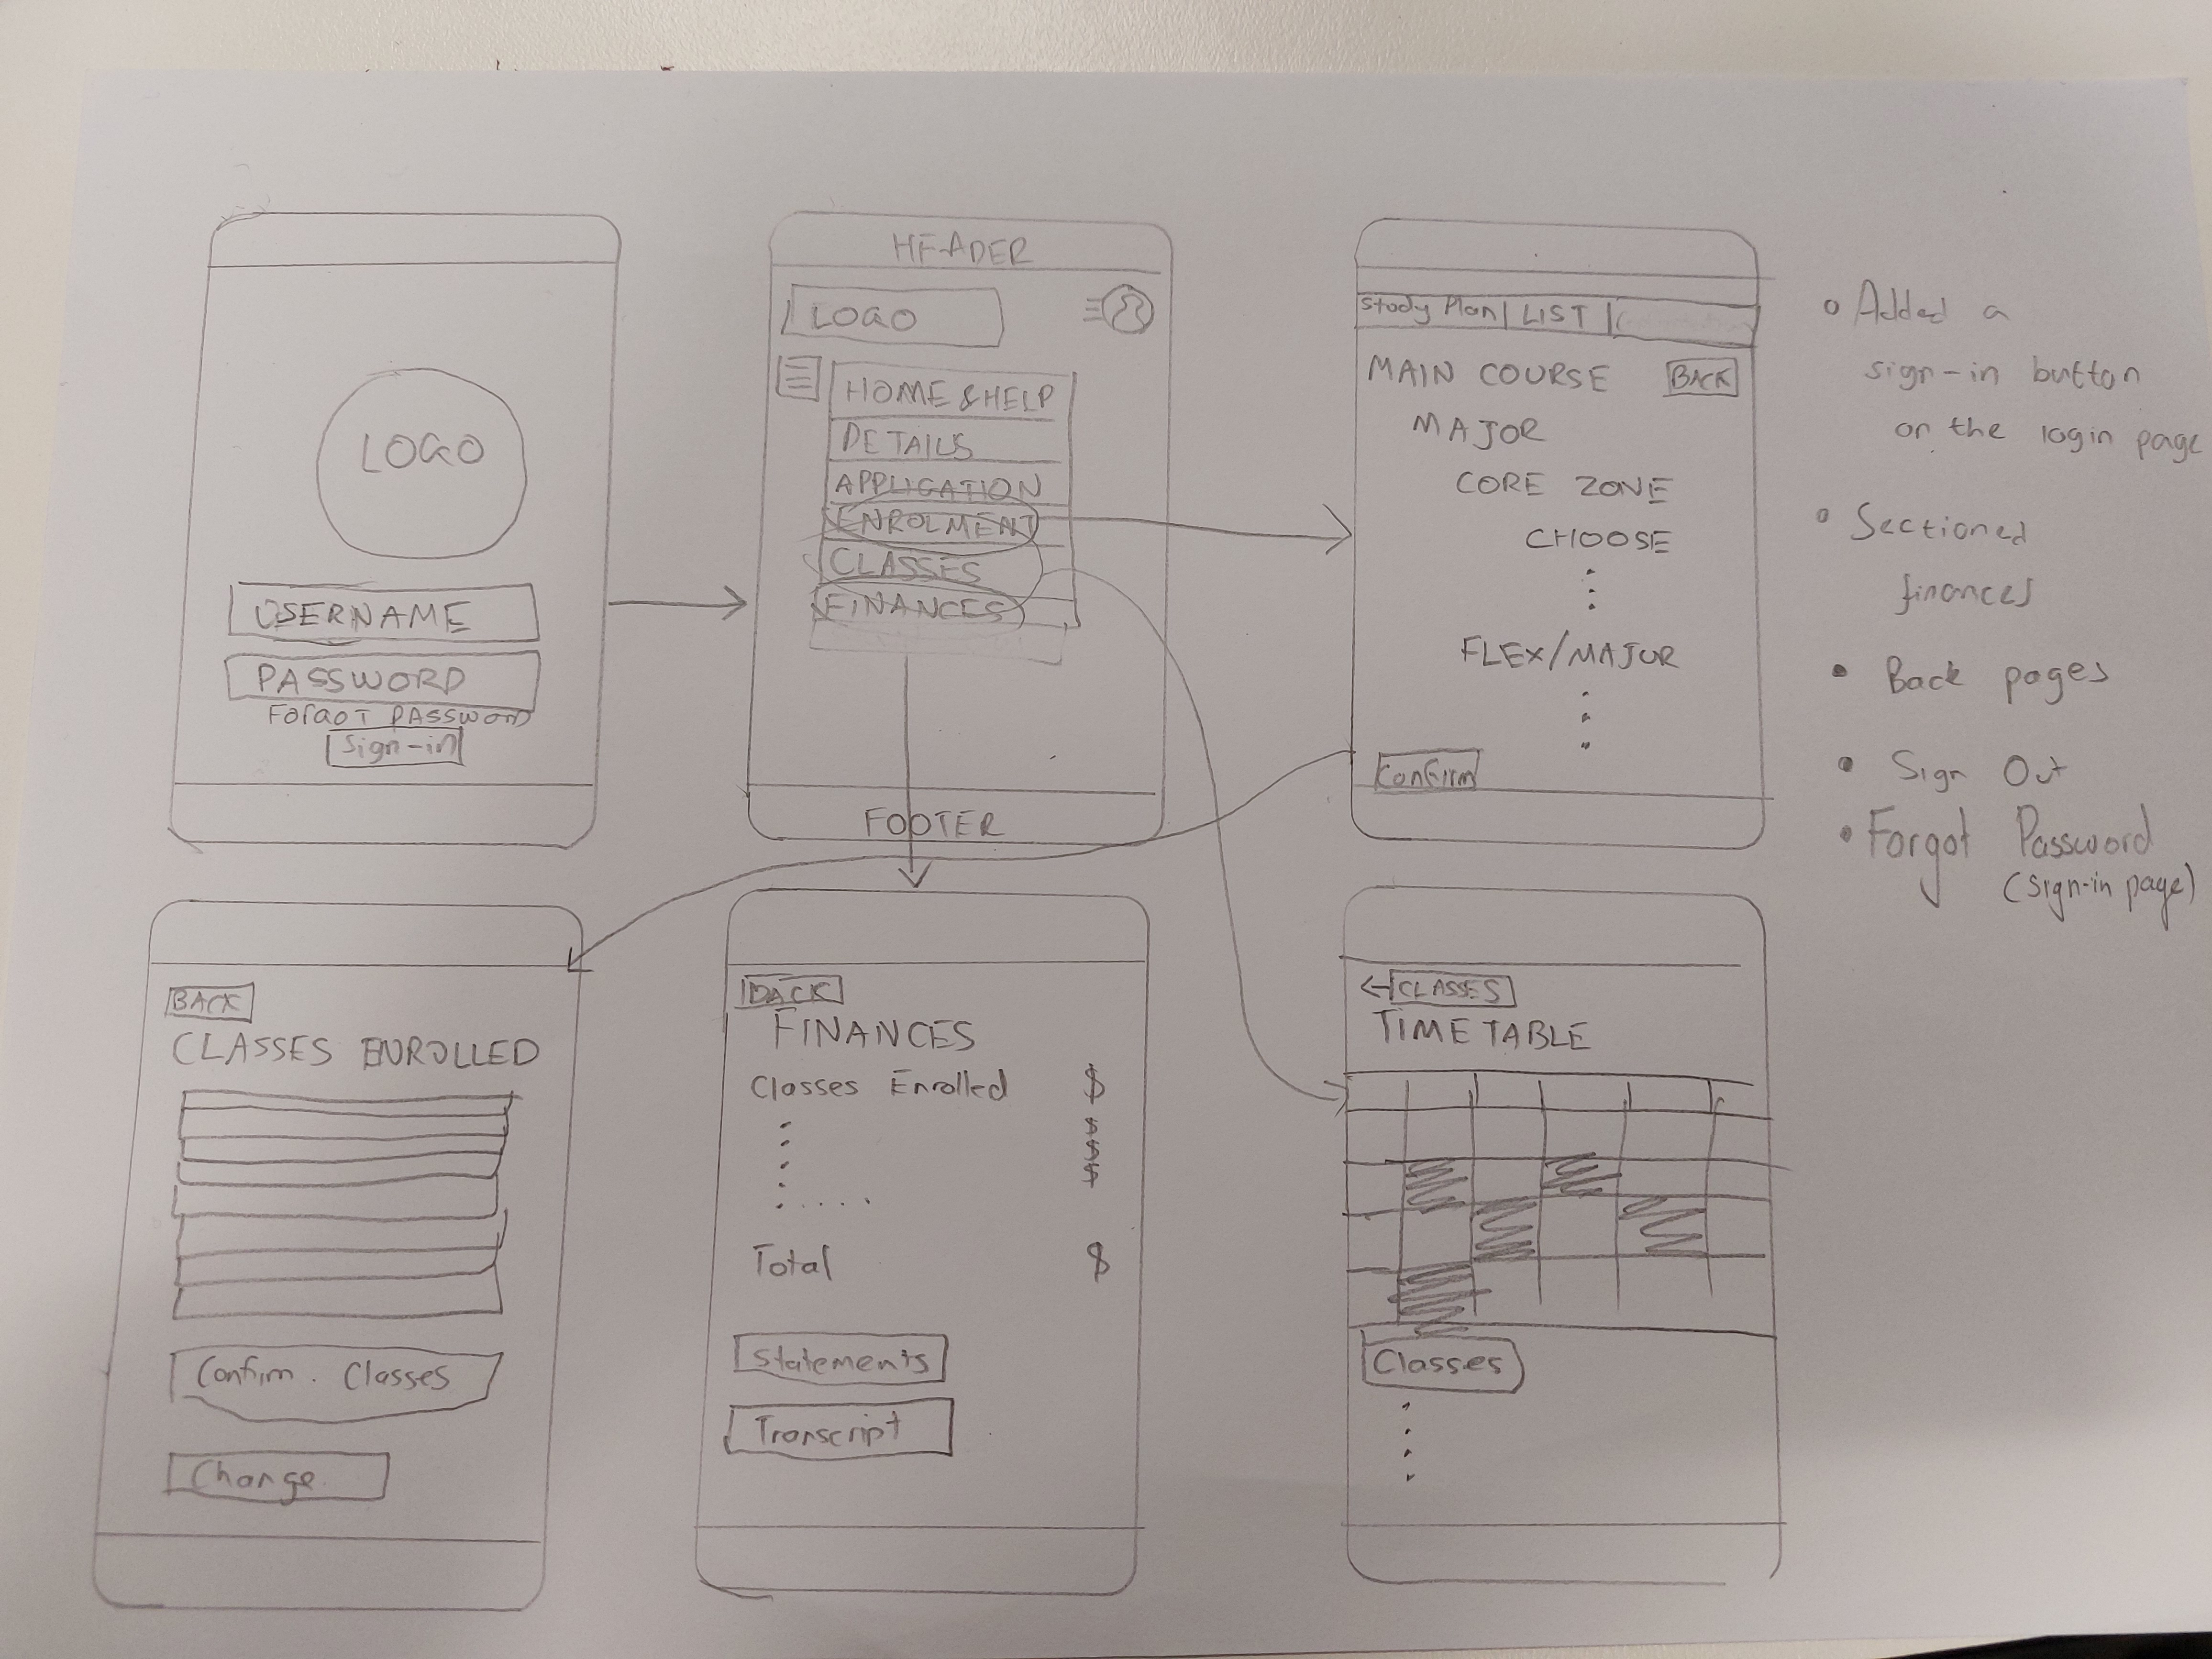 LOGO
USERNAME
PASSWORD
FORGOT PASSWORD
Sign-in
HEADER
LOGO
HOME & HELP
DETAILS
APPLICATION
ENROLMENT
CLASSES
FINANCES
FOOTER
Study Plan | LIST |
MAIN COURSE BACK
MAJOR
CORE ZONE
CHOOSE
FLEX/MAJOR
Confirm
• Added a
sign-in button
on the login page
• Sectioned
finances
• Back pages
• Sign Out
• Forgot Password
(sign-in page)
BACK
CLASSES ENROLLED
Confirm. Classes
Change.
BACK
FINANCES
Classes Enrolled $
$
$
$
Total $
Statements
Transcript
← CLASSES
TIMETABLE
Classes